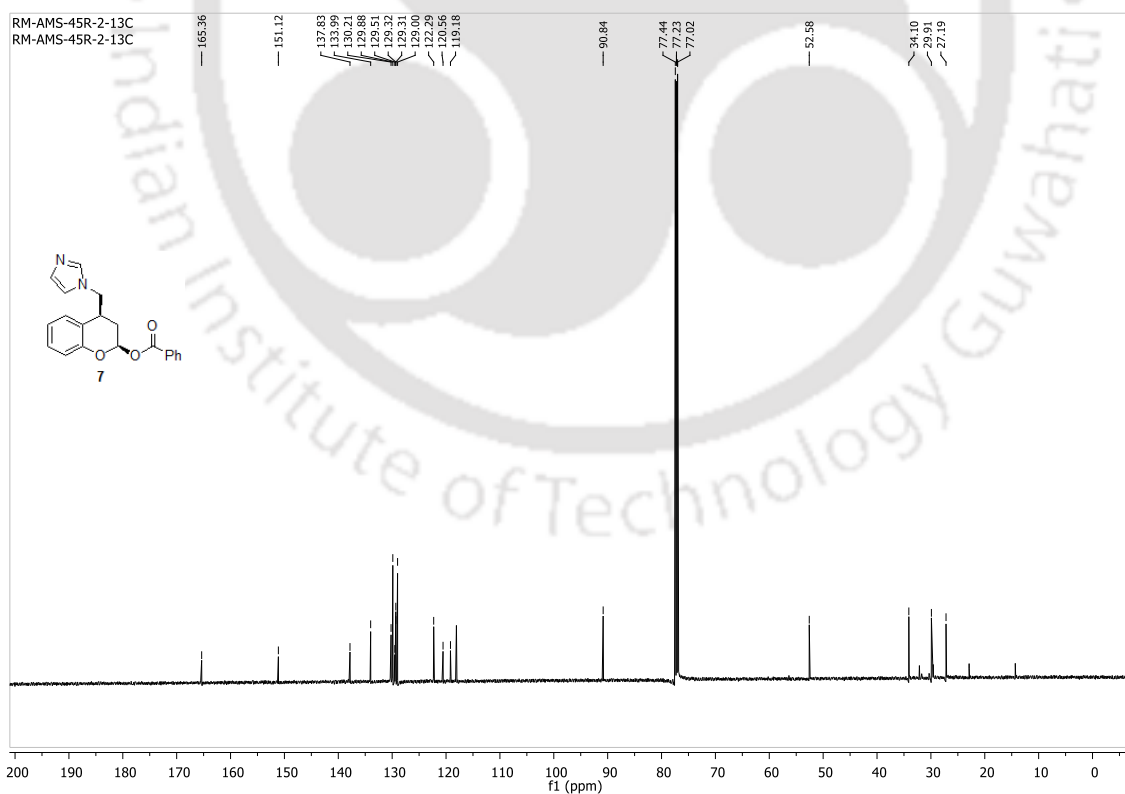 RM-AMS-45R-2-13C
RM-AMS-45R-2-13C
165.36
151.12
137.83
133.99
130.21
129.88
129.51
129.32
129.31
129.00
122.29
120.56
119.18
90.84
77.44
77.23
77.02
52.58
34.10
29.91
27.19
N
N
O
O
O
Ph
7
Indian Institute of Technology Guwahati
200 190 180 170 160 150 140 130 120 110 100 90 80 70 60 50 40 30 20 10 0
f1 (ppm)